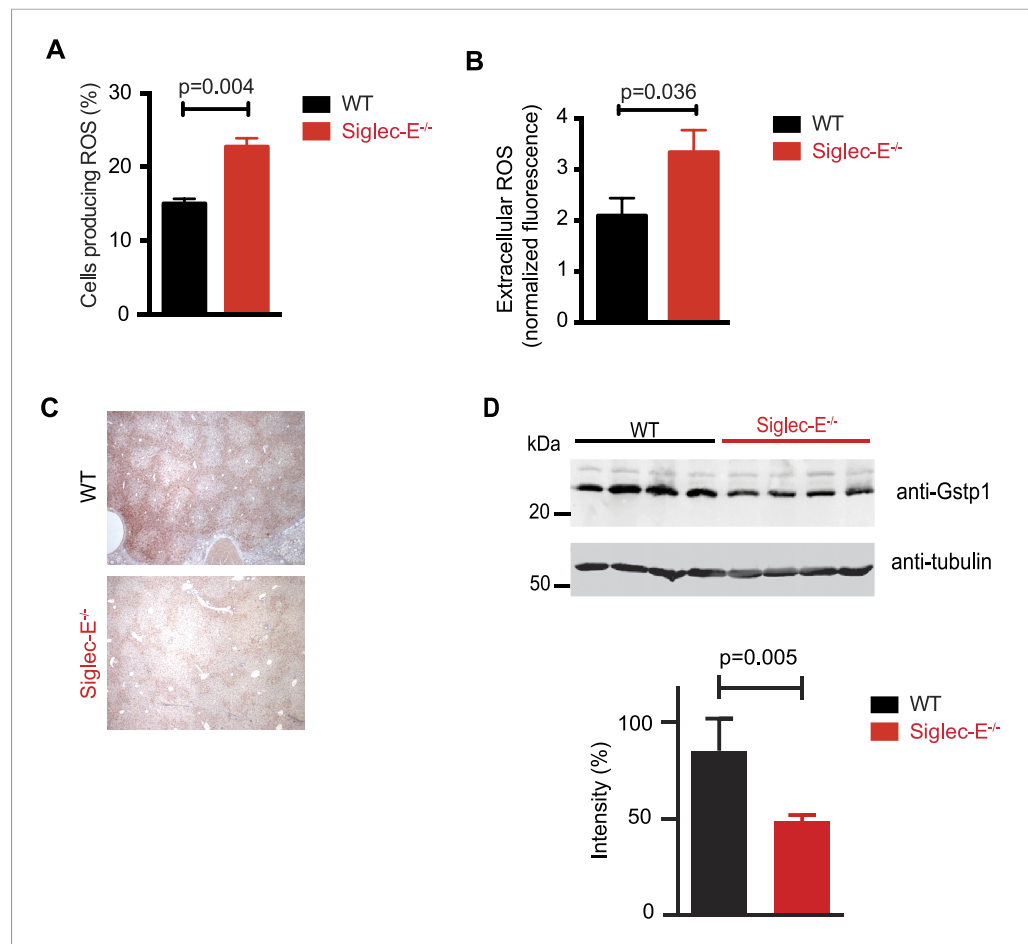 A
p=0.004
30
20
10
0
Cells producing ROS (%)
WT
Siglec-E-/-
B
p=0.036
4
3
2
1
0
Extracellular ROS
(normalized fluorescence)
WT
Siglec-E-/-
C
WT
Siglec-E-/-
D
kDa
WT
Siglec-E-/-
20
anti-Gstp1
50
anti-tubulin
p=0.005
100
50
0
Intensity (%)
WT
Siglec-E-/-